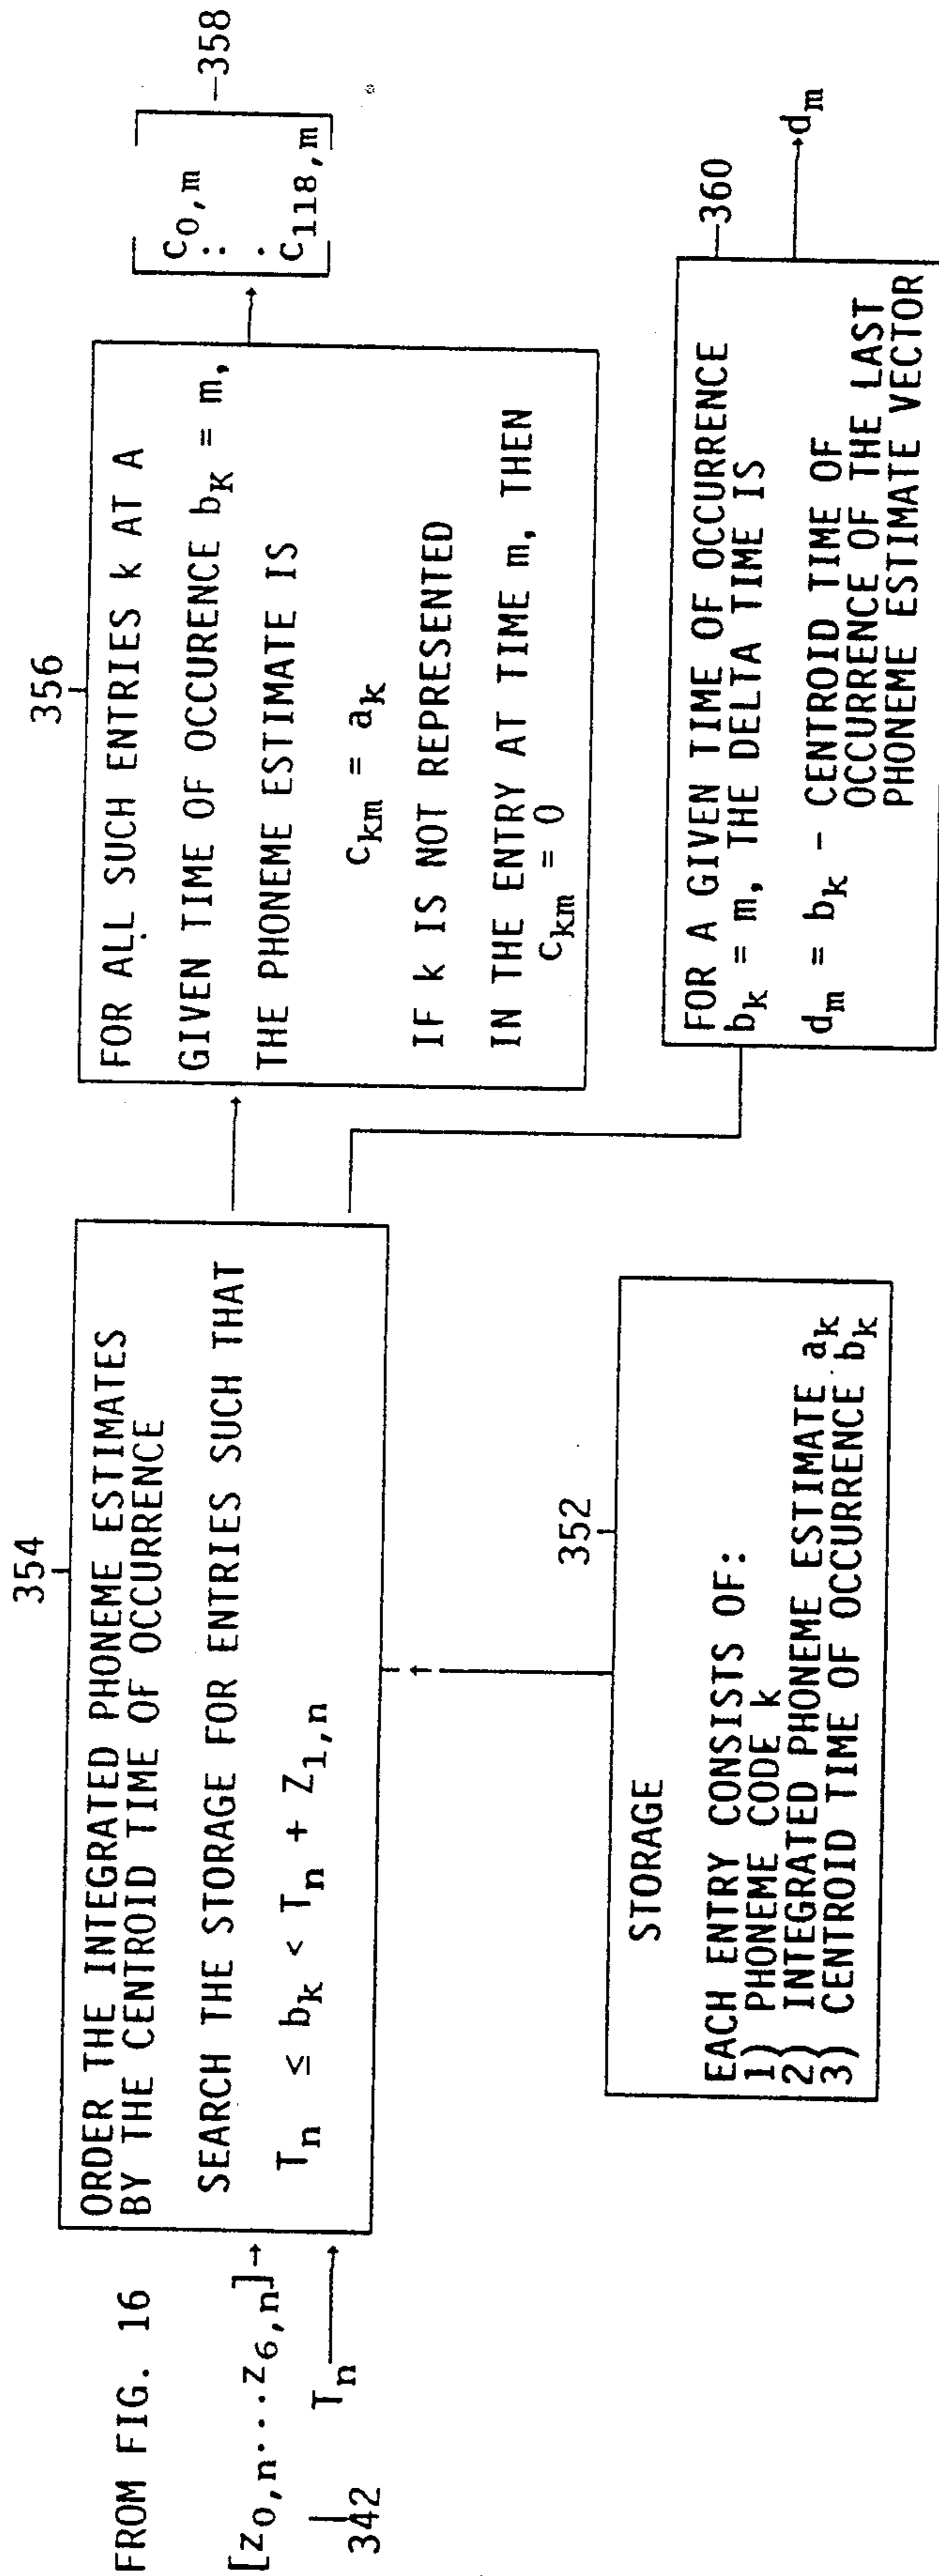 FROM FIG. 16
[z0,n...z6,n]
Tn
342
354
ORDER THE INTEGRATED PHONEME ESTIMATES
BY THE CENTROID TIME OF OCCURRENCE
SEARCH THE STORAGE FOR ENTRIES SUCH THAT
Tn ≤ bk < Tn + Z1,n
352
STORAGE
EACH ENTRY CONSISTS OF:
1) PHONEME CODE k
2) INTEGRATED PHONEME ESTIMATE ak
3) CENTROID TIME OF OCCURRENCE bk
356
FOR ALL SUCH ENTRIES k AT A
GIVEN TIME OF OCCURENCE bK = m,
THE PHONEME ESTIMATE IS
ckm = ak
IF k IS NOT REPRESENTED
IN THE ENTRY AT TIME m, THEN
ckm = 0
c0,m
:
.
c118,m
358
360
FOR A GIVEN TIME OF OCCURRENCE
bk = m, THE DELTA TIME IS
dm = bk - CENTROID TIME OF
OCCURRENCE OF THE LAST
PHONEME ESTIMATE VECTOR
dm